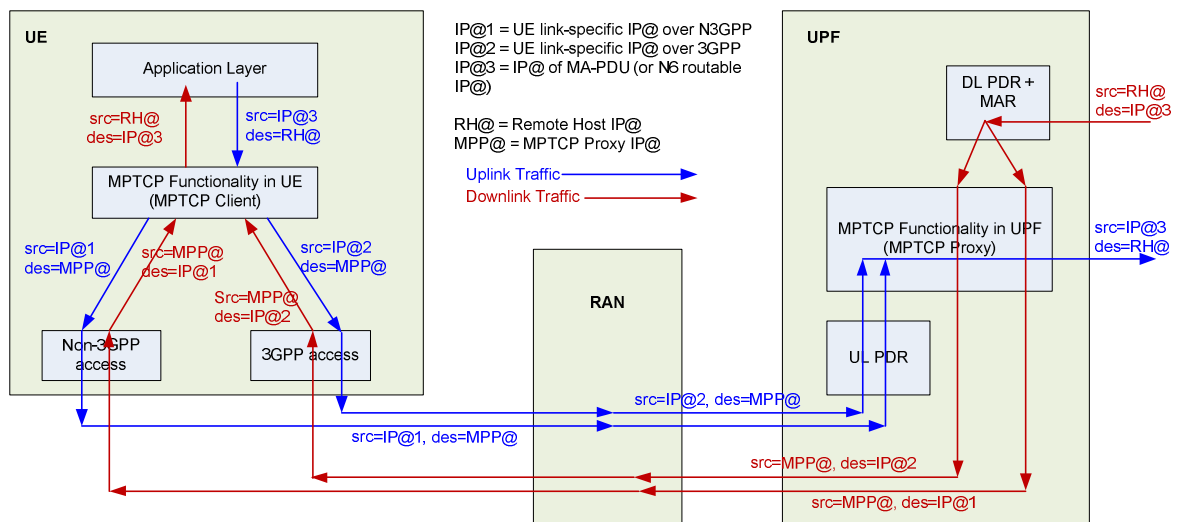 UE
Application Layer
src=RH@
des=IP@3
src=IP@3
des=RH@
MPTCP Functionality in UE
(MPTCP Client)
src=IP@1
des=MPP@
src=MPP@
des=IP@1
src=IP@2
des=MPP@
Src=MPP@
des=IP@2
Non-3GPP
access
3GPP access
IP@1 = UE link-specific IP@ over N3GPP
IP@2 = UE link-specific IP@ over 3GPP
IP@3 = IP@ of MA-PDU (or N6 routable
IP@)
RH@ = Remote Host IP@
MPP@ = MPTCP Proxy IP@
Uplink Traffic
Downlink Traffic
RAN
UPF
DL PDR +
MAR
src=RH@
des=IP@3
MPTCP Functionality in UPF
(MPTCP Proxy)
src=IP@3
des=RH@
UL PDR
src=IP@2, des=MPP@
src=IP@1, des=MPP@
src=MPP@, des=IP@2
src=MPP@, des=IP@1